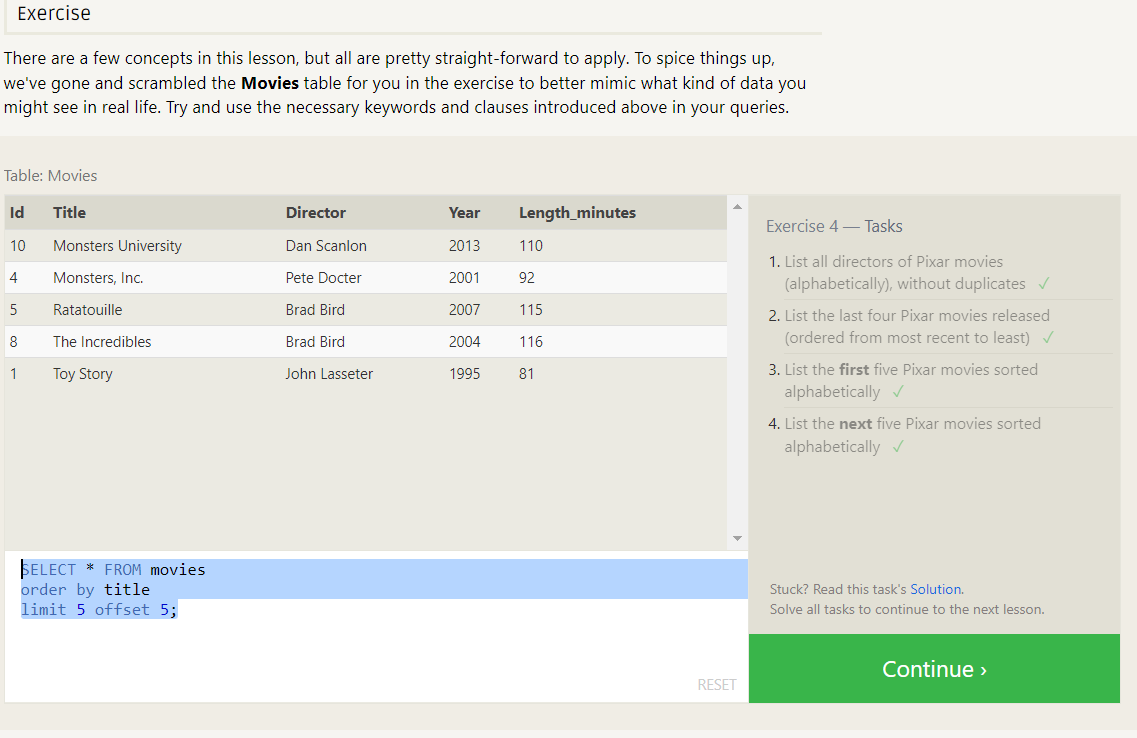 Exercise
There are a few concepts in this lesson, but all are pretty straight-forward to apply. To spice things up,
we've gone and scrambled the Movies table for you in the exercise to better mimic what kind of data you
might see in real life. Try and use the necessary keywords and clauses introduced above in your queries.
Table: Movies
Id Title Director Year Length_minutes
10 Monsters University Dan Scanlon 2013 110
4 Monsters, Inc. Pete Docter 2001 92
5 Ratatouille Brad Bird 2007 115
8 The Incredibles Brad Bird 2004 116
1 Toy Story John Lasseter 1995 81
SELECT * FROM movies
order by title
limit 5 offset 5;
RESET
Exercise 4 — Tasks
1. List all directors of Pixar movies
(alphabetically), without duplicates ✓
2. List the last four Pixar movies released
(ordered from most recent to least) ✓
3. List the first five Pixar movies sorted
alphabetically ✓
4. List the next five Pixar movies sorted
alphabetically ✓
Stuck? Read this task's Solution.
Solve all tasks to continue to the next lesson.
Continue ›